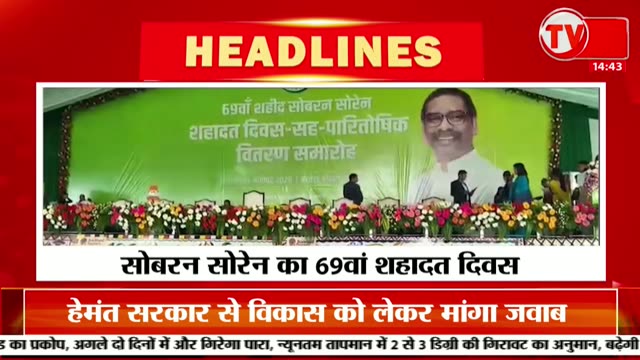 HEADLINES
TV
14:43
69वाँ शहीद सोबरन सोरेन
शहादत दिवस-सह-पारितोषिक
वितरण समारोह
सोबरन सोरेन का 69वां शहादत दिवस
हेमंत सरकार से विकास को लेकर मांगा जवाब
का प्रकोप, अगले दो दिनों में और गिरेगा पारा, न्यूनतम तापमान में 2 से 3 डिग्री की गिरावट का अनुमान, बढ़ेगी